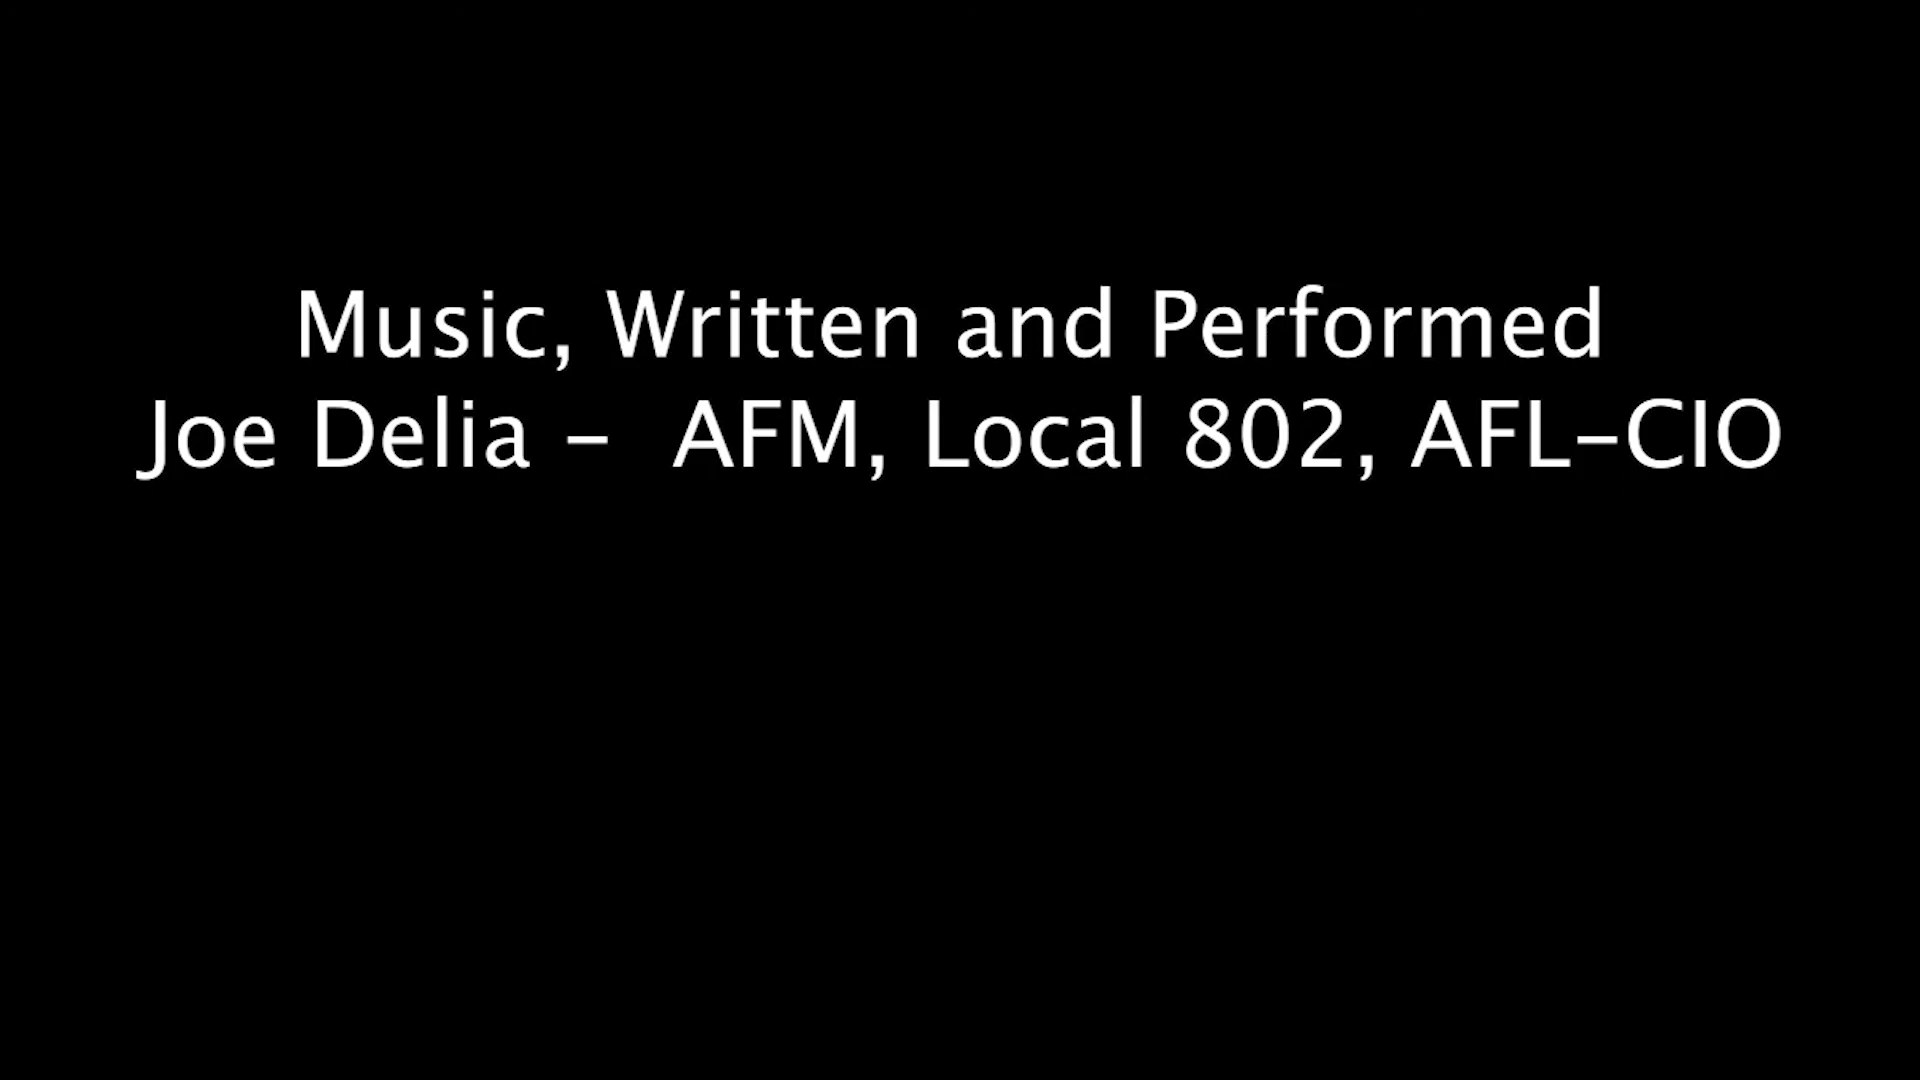 Music, Written and Performed
Joe Delia -  AFM, Local 802, AFL-CIO